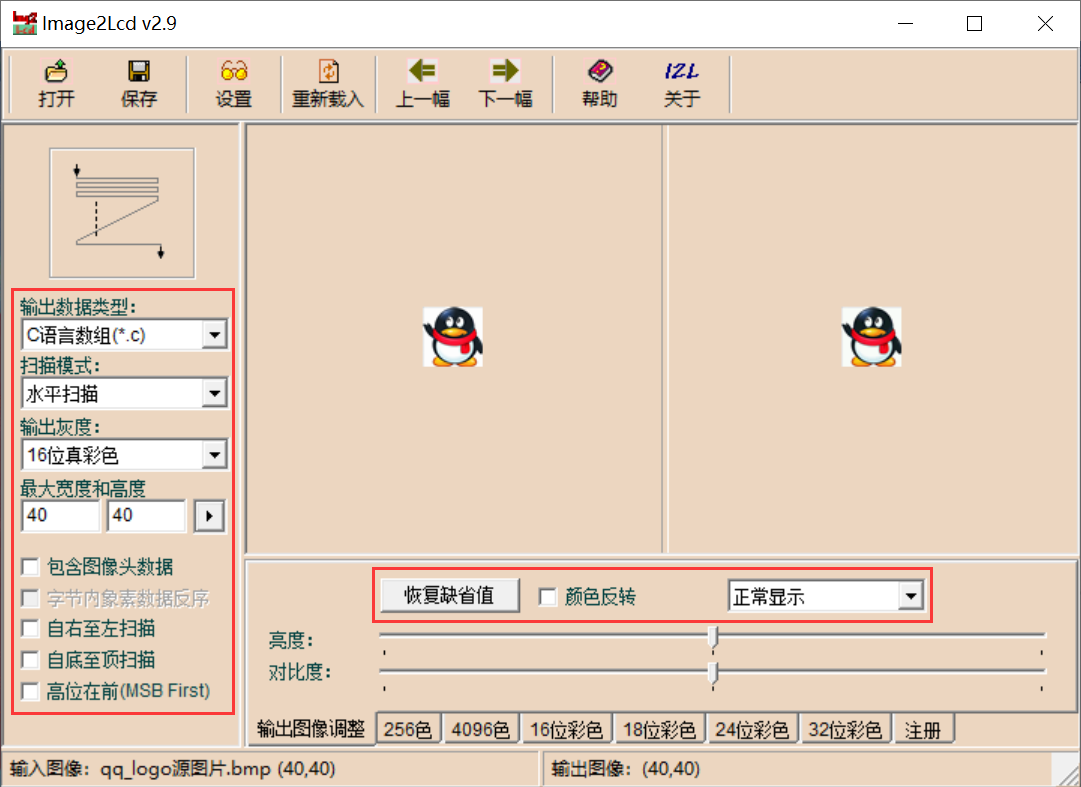 Image2Lcd v2.9
打开 保存 设置 重新载入 上一幅 下一幅 帮助 I2L 关于
输出数据类型:
C语言数组(*.c)
扫描模式:
水平扫描
输出灰度:
16位真彩色
最大宽度和高度
40 40
包含图像头数据
字节内象素数据反序
自右至左扫描
自底至顶扫描
高位在前(MSB First)
恢复缺省值 颜色反转 正常显示
亮度:
对比度:
输出图像调整 256色 4096色 16位彩色 18位彩色 24位彩色 32位彩色 注册
输入图像: qq_logo源图片.bmp (40,40) 输出图像: (40,40)